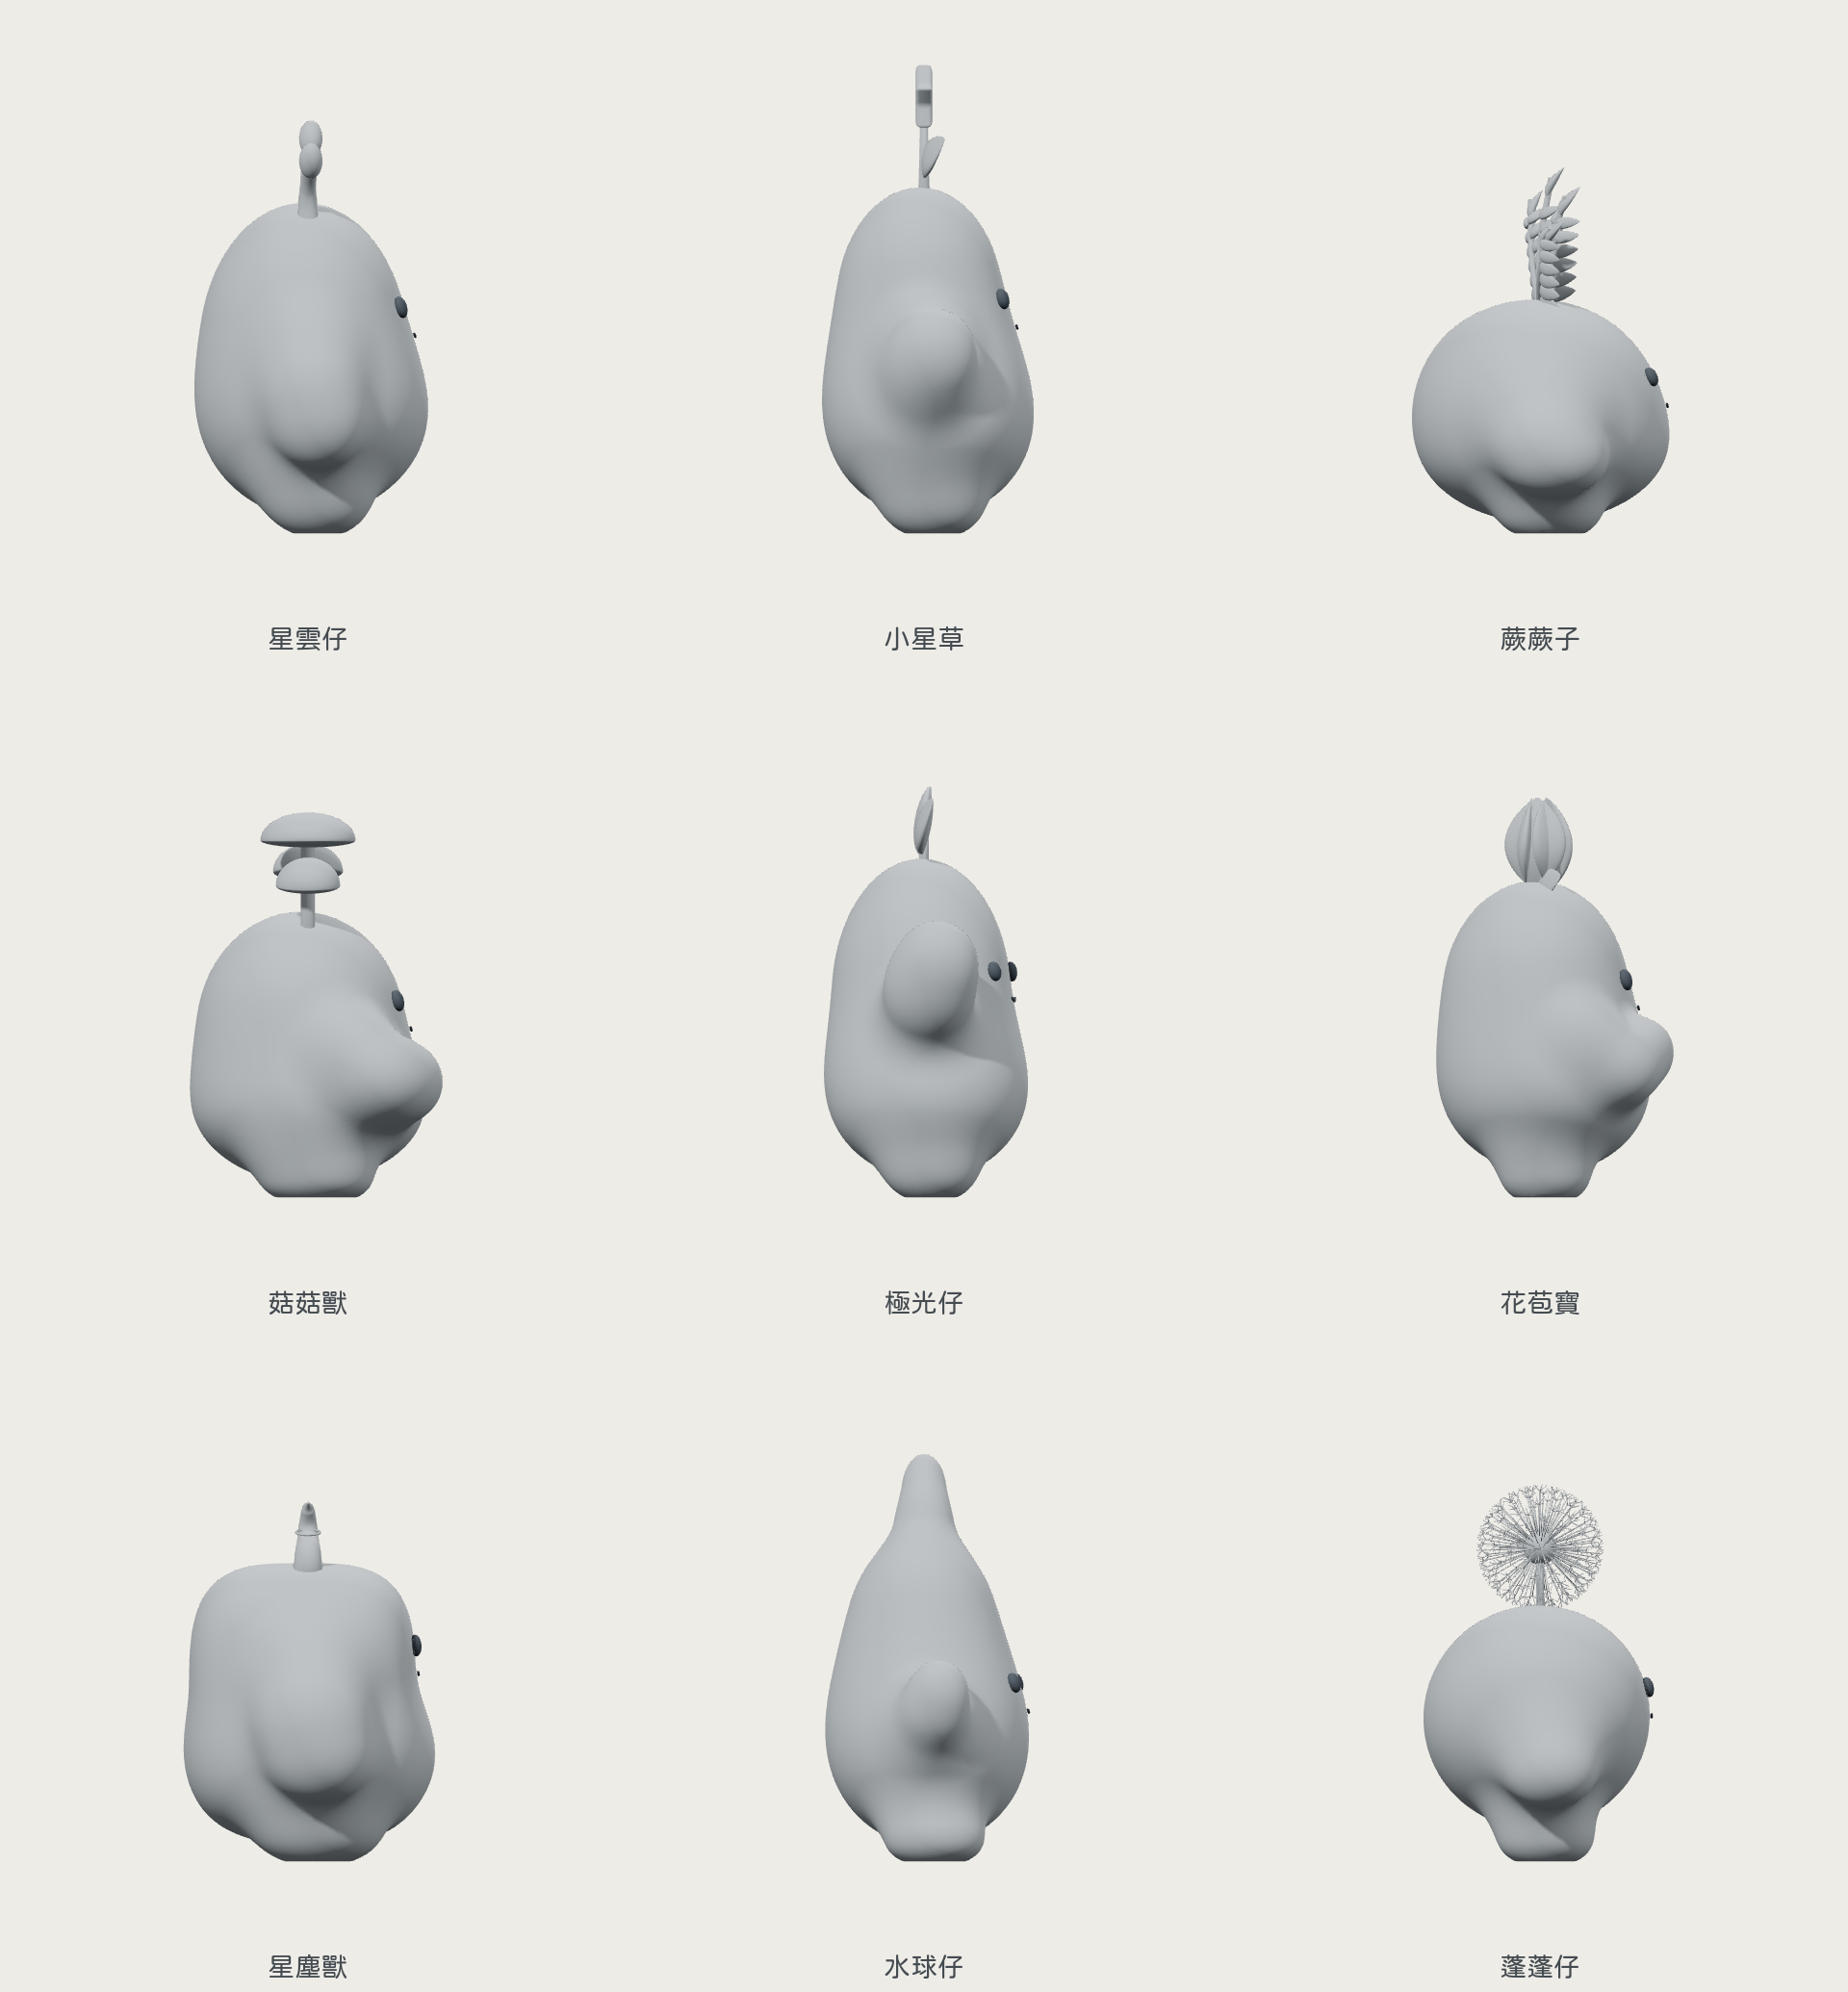 星雲仔
小星草
蕨蕨子
菇菇獸
極光仔
花苞寶
星塵獸
水球仔
蓬蓬仔